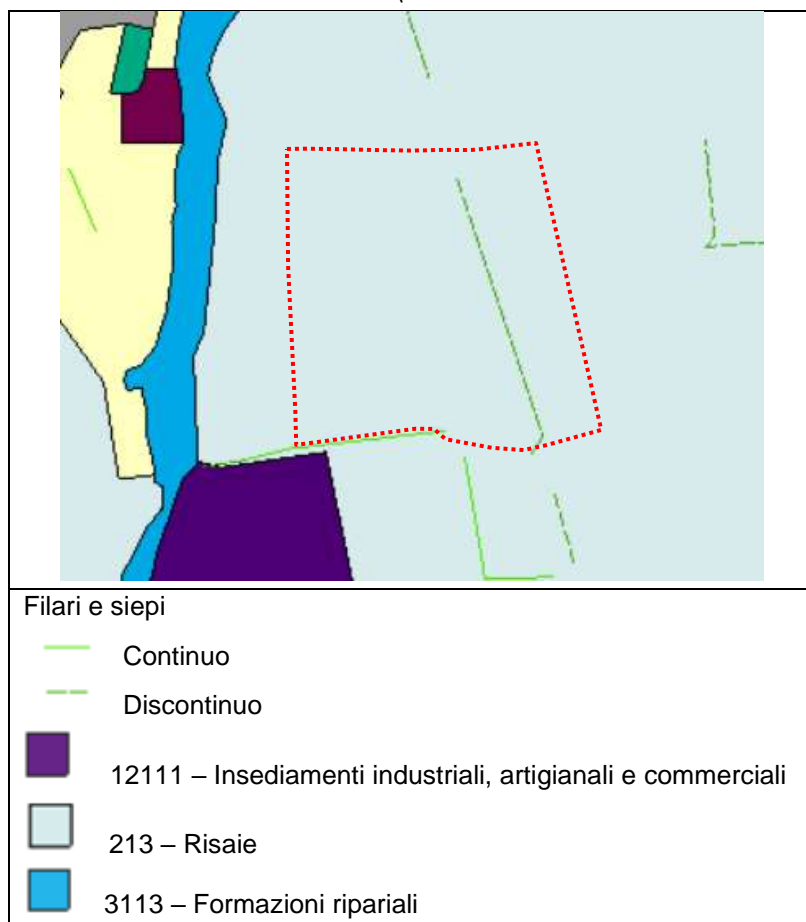 Filari e siepi
Continuo
Discontinuo
12111 – Insediamenti industriali, artigianali e commerciali
213 – Risaie
3113 – Formazioni ripariali